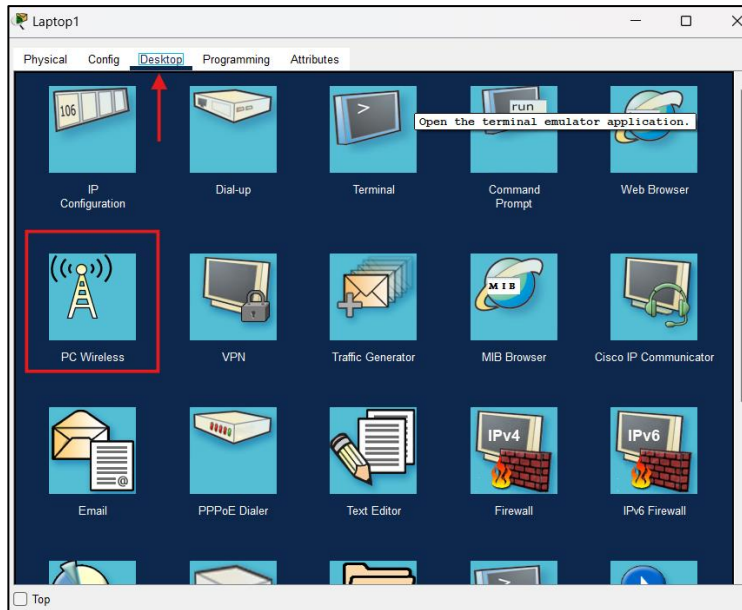 Laptop1
Physical Config Desktop Programming Attributes
106
>
run
Open the terminal emulator application.
IP
Configuration
Dial-up
Terminal
Command
Prompt
Web Browser
MIB
PC Wireless
VPN
Traffic Generator
MIB Browser
Cisco IP Communicator
@
IPv4
IPv6
Email
PPPoE Dialer
Text Editor
Firewall
IPv6 Firewall
>
Top